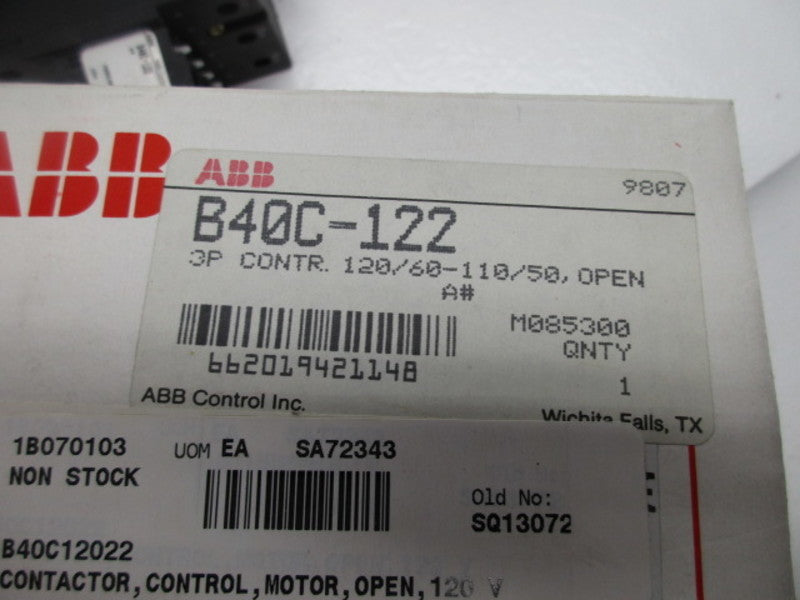 ABB
ABB
9807
B40C-122
3P CONTR. 120/60-110/50, OPEN
A#
M085300
QNTY
662019421148
1
ABB Control Inc.
Wichita Falls, TX
1B070103
UOM EA
SA72343
NON STOCK
Old No:
SQ13072
B40C12022
CONTACTOR,CONTROL,MOTOR,OPEN,120 V